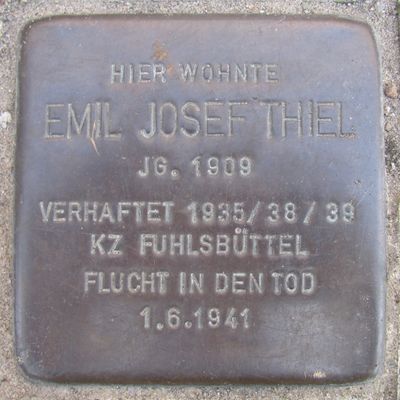 HIER WOHNTE
EMIL JOSEF THIEL
JG. 1909
VERHAFTET 1935/38/39
KZ FUHLSBÜTTEL
FLUCHT IN DEN TOD
1.6.1941